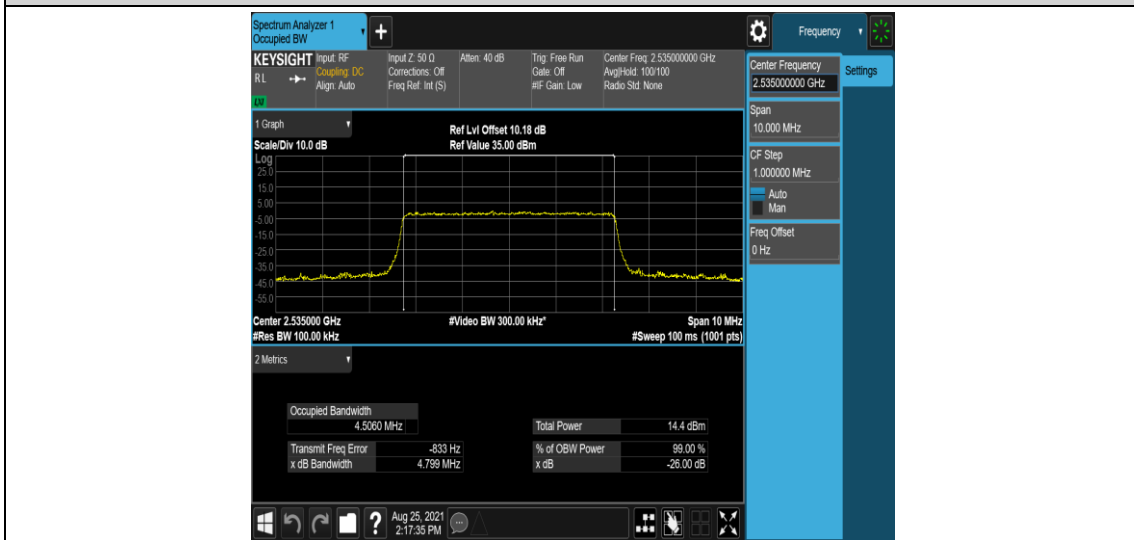 Spectrum Analyzer 1
Occupied BW
+
Frequency
KEYSIGHT
RL
LXI
Input: RF
Coupling: DC
Align: Auto
Input Z: 50 Ω
Corrections: Off
Freq Ref: Int (S)
Atten: 40 dB
Trig: Free Run
Gate: Off
#IF Gain: Low
Center Freq: 2.535000000 GHz
Avg|Hold: 100/100
Radio Std: None
Center Frequency
2.535000000 GHz
Settings
Span
10.000 MHz
CF Step
1.000000 MHz
Auto
Man
Freq Offset
0 Hz
1 Graph
Ref Lvl Offset 10.18 dB
Scale/Div 10.0 dB
Ref Value 35.00 dBm
Log
25.0
15.0
5.00
-5.00
-15.0
-25.0
-35.0
-45.0
-55.0
Center 2.535000 GHz
#Video BW 300.00 kHz*
Span 10 MHz
#Res BW 100.00 kHz
#Sweep 100 ms (1001 pts)
2 Metrics
Occupied Bandwidth
4.5060 MHz
Total Power 14.4 dBm
Transmit Freq Error -833 Hz
% of OBW Power 99.00 %
x dB Bandwidth 4.799 MHz
x dB -26.00 dB
?
Aug 25, 2021
2:17:35 PM